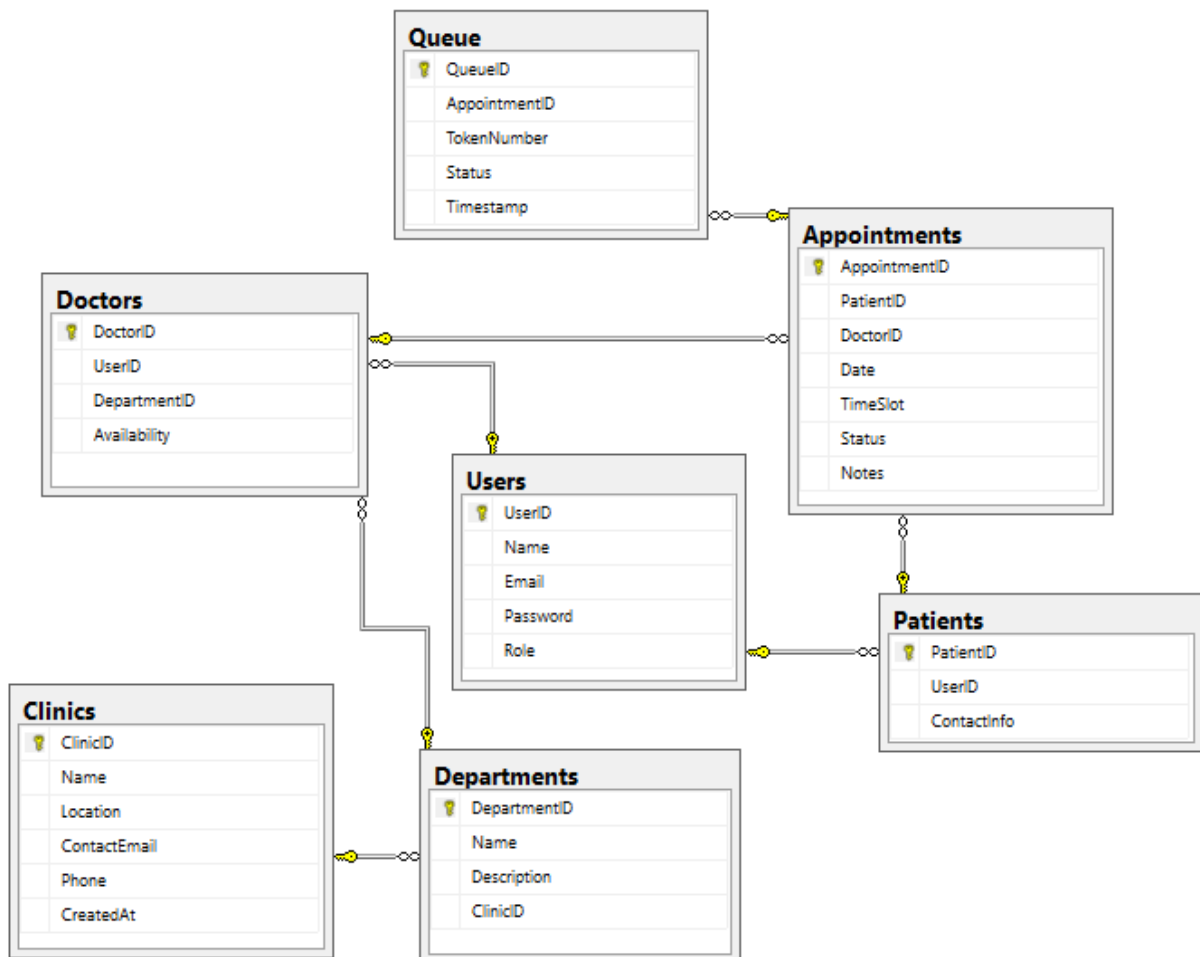 Queue
QueueID
AppointmentID
TokenNumber
Status
Timestamp
Appointments
AppointmentID
PatientID
DoctorID
Date
TimeSlot
Status
Notes
Doctors
DoctorID
UserID
DepartmentID
Availability
Users
UserID
Name
Email
Password
Role
Patients
PatientID
UserID
ContactInfo
Clinics
ClinicID
Name
Location
ContactEmail
Phone
CreatedAt
Departments
DepartmentID
Name
Description
ClinicID